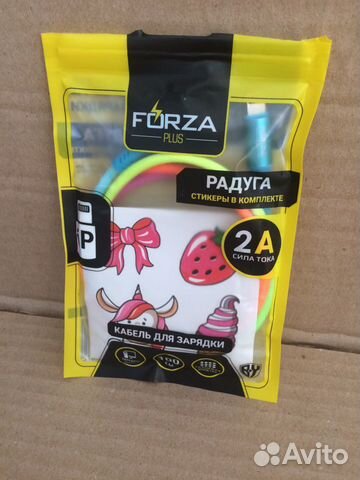 FORZA
PLUS
РАДУГА
СТИКЕРЫ В КОМПЛЕКТЕ
2А
СИЛА ТОКА
КАБЕЛЬ ДЛЯ ЗАРЯДКИ
Avito